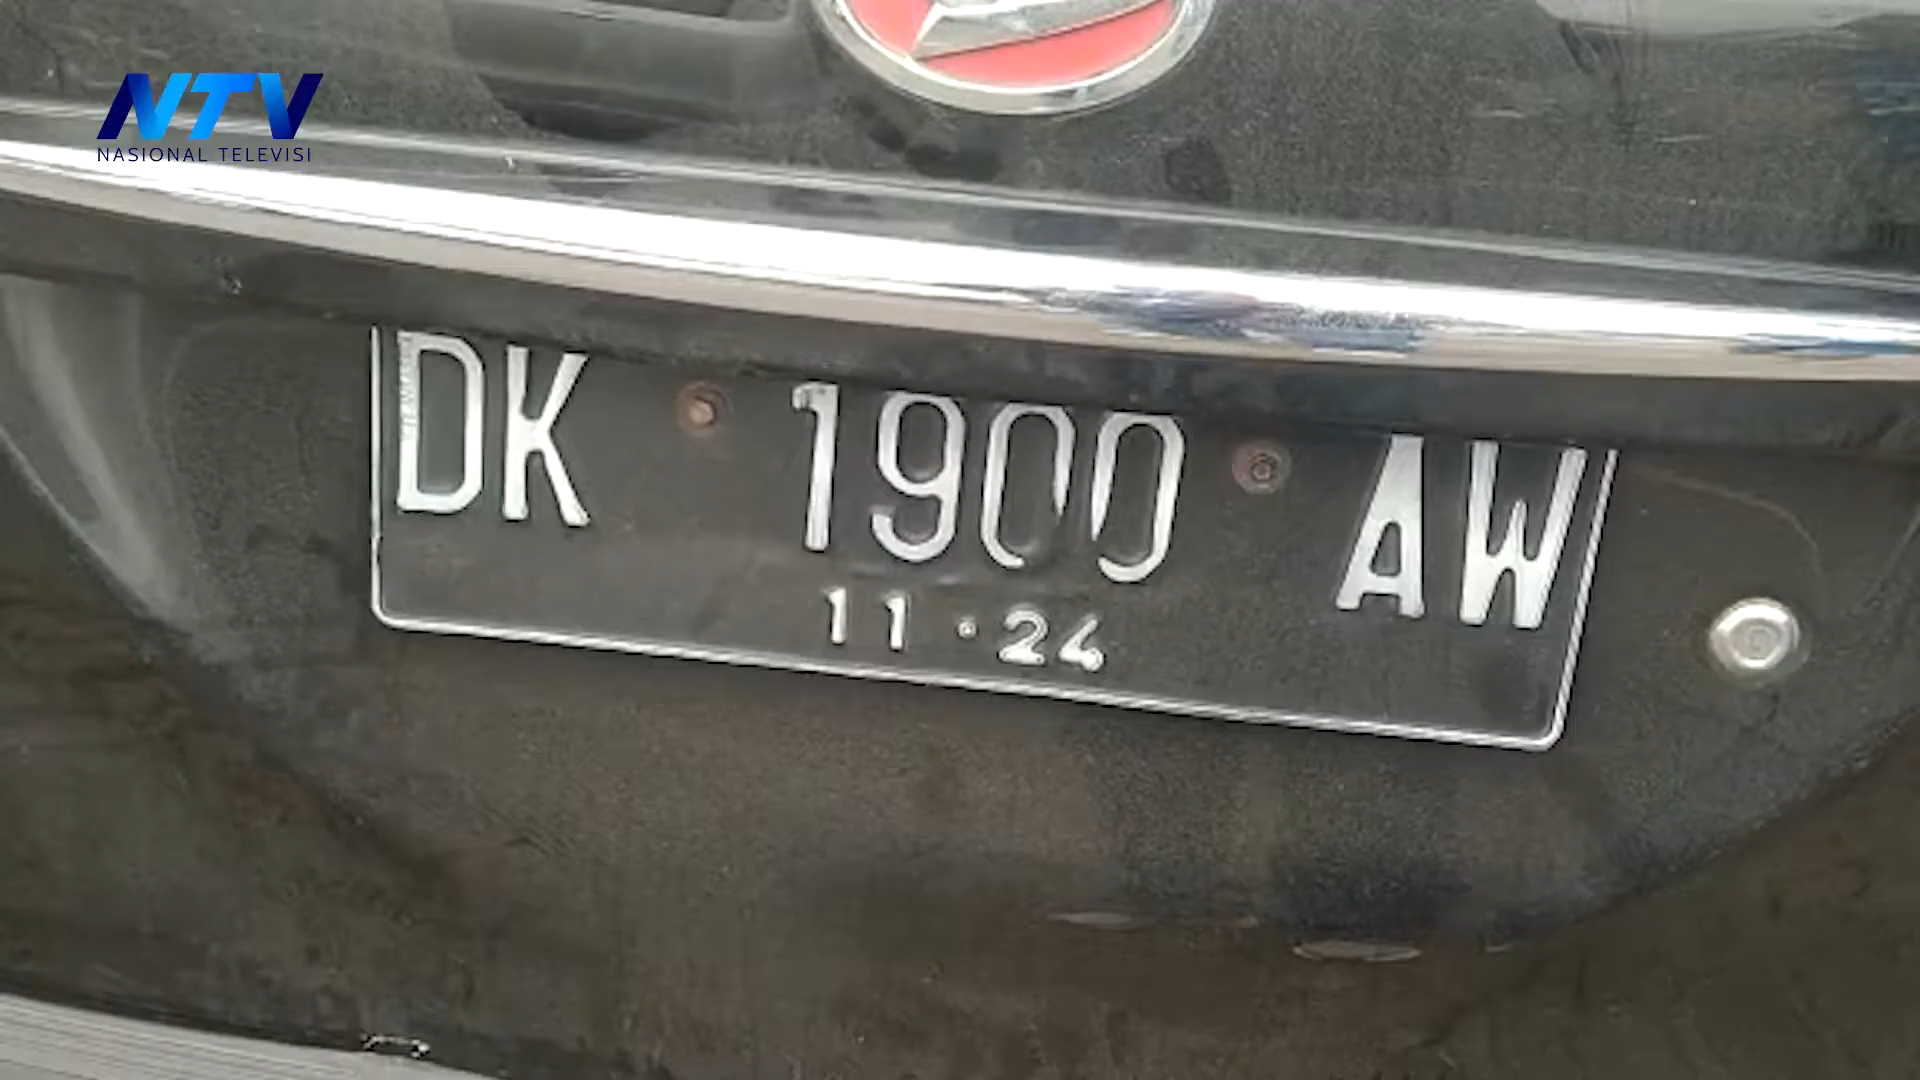 NTV
NASIONAL TELEVISI
DK 1900 AW
11·24